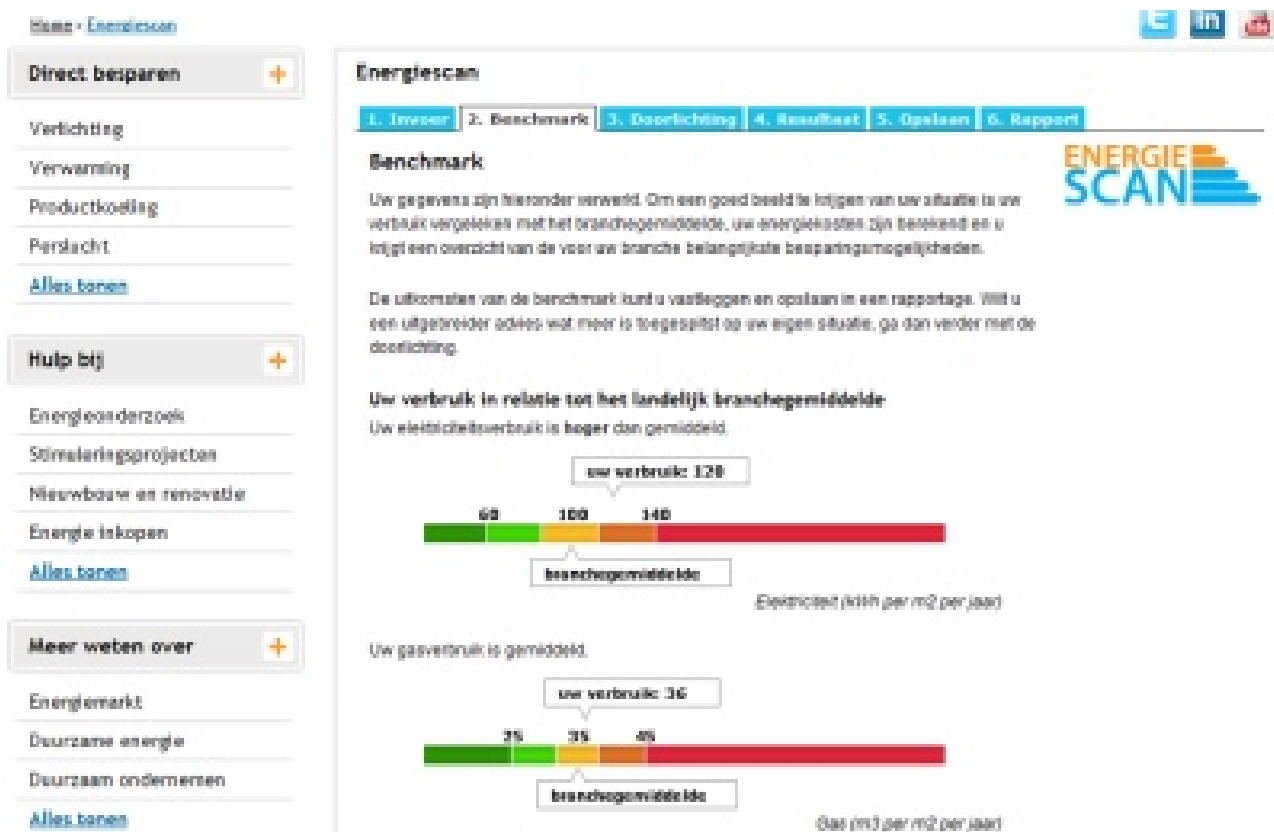 Home - Energiescan
Direct besparen +
Verlichting
Verwarming
Productkoeling
Perslucht
Alles tonen
Hulp bij +
Energieonderzoek
Stimuleringsprojecten
Nieuwbouw en renovatie
Energie inkopen
Alles tonen
Meer weten over +
Energiemarkt
Duurzame energie
Duurzaam ondernemen
Alles tonen
in
Energiescan
1. Invoer 2. Benchmark 3. Doorlichting 4. Resultaat 5. Opslaan 6. Rapport
ENERGIE
SCAN
Benchmark
Uw gegevens zijn hieronder verwerkt. Om een goed beeld te krijgen van uw situatie is uw
verbruik vergeleken met het branchegemiddelde, uw energiekosten zijn berekend en u
krijgt een overzicht van de voor uw branche belangrijkste besparingsmogelijkheden.
De uitkomsten van de benchmark kunt u vastleggen en opslaan in een rapportage. Wilt u
een uitgebreider advies wat meer is toegespitst op uw eigen situatie, ga dan verder met de
doorlichting.
Uw verbruik in relatie tot het landelijk branchegemiddelde
Uw elektriciteitsverbruik is hoger dan gemiddeld.
uw verbruik: 120
60 100 140
branchegemiddelde
Elektriciteit (kWh per m2 per jaar)
Uw gasverbruik is gemiddeld.
uw verbruik: 36
25 35 45
branchegemiddelde
Gas (m3 per m2 per jaar)